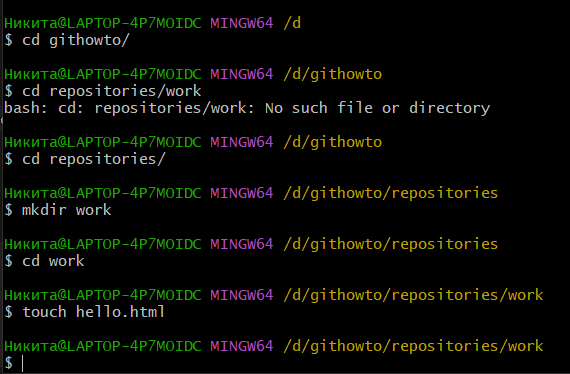 Никита@LAPTOP-4P7MOIDC MINGW64 /d
$ cd githowto/
Никита@LAPTOP-4P7MOIDC MINGW64 /d/githowto
$ cd repositories/work
bash: cd: repositories/work: No such file or directory
Никита@LAPTOP-4P7MOIDC MINGW64 /d/githowto
$ cd repositories/
Никита@LAPTOP-4P7MOIDC MINGW64 /d/githowto/repositories
$ mkdir work
Никита@LAPTOP-4P7MOIDC MINGW64 /d/githowto/repositories
$ cd work
Никита@LAPTOP-4P7MOIDC MINGW64 /d/githowto/repositories/work
$ touch hello.html
Никита@LAPTOP-4P7MOIDC MINGW64 /d/githowto/repositories/work
$